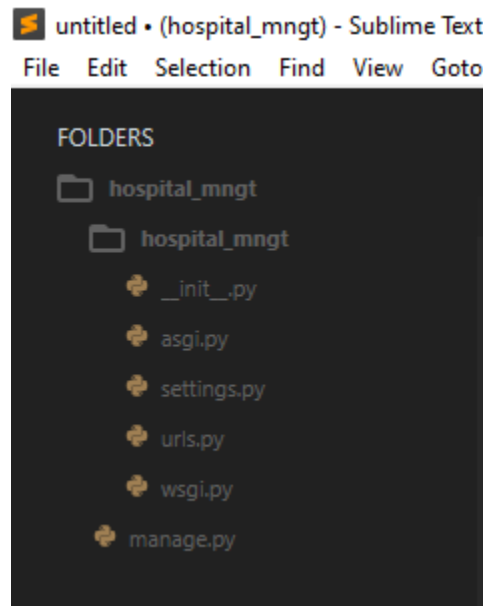 untitled • (hospital_mngt) - Sublime Text
File Edit Selection Find View Goto
FOLDERS
hospital_mngt
hospital_mngt
__init__.py
asgi.py
settings.py
urls.py
wsgi.py
manage.py